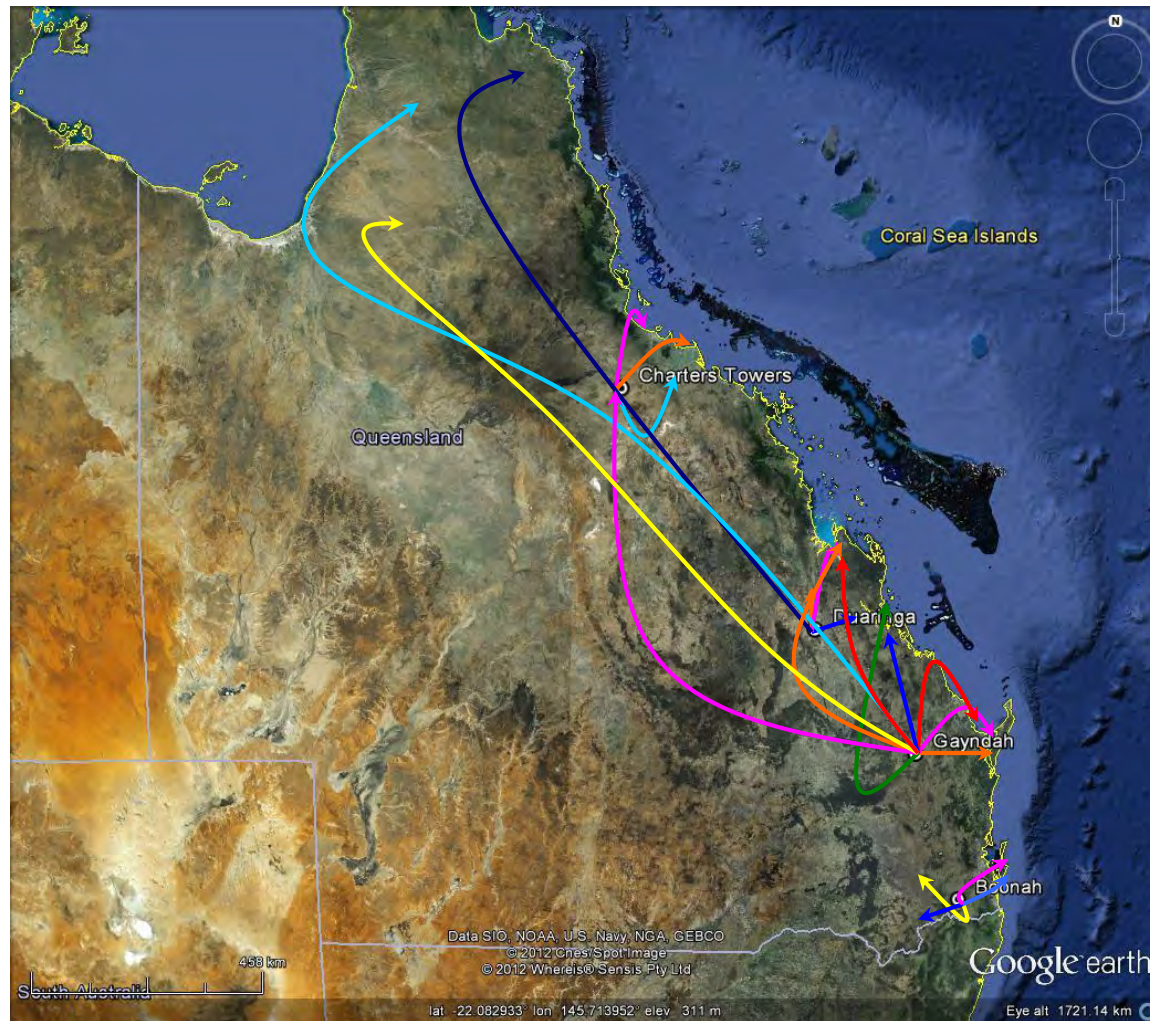 N
Coral Sea Islands
Charters Towers
Queensland
Duaringa
Gayndah
Boonah
Data SIO, NOAA, U.S. Navy, NGA, GEBCO
© 2012 Cnes/Spot Image
© 2012 Whereis® Sensis Pty Ltd
Google earth
458 km
South Australia
lat -22.082933° lon 145.713952° elev 311 m
Eye alt 1721.14 km